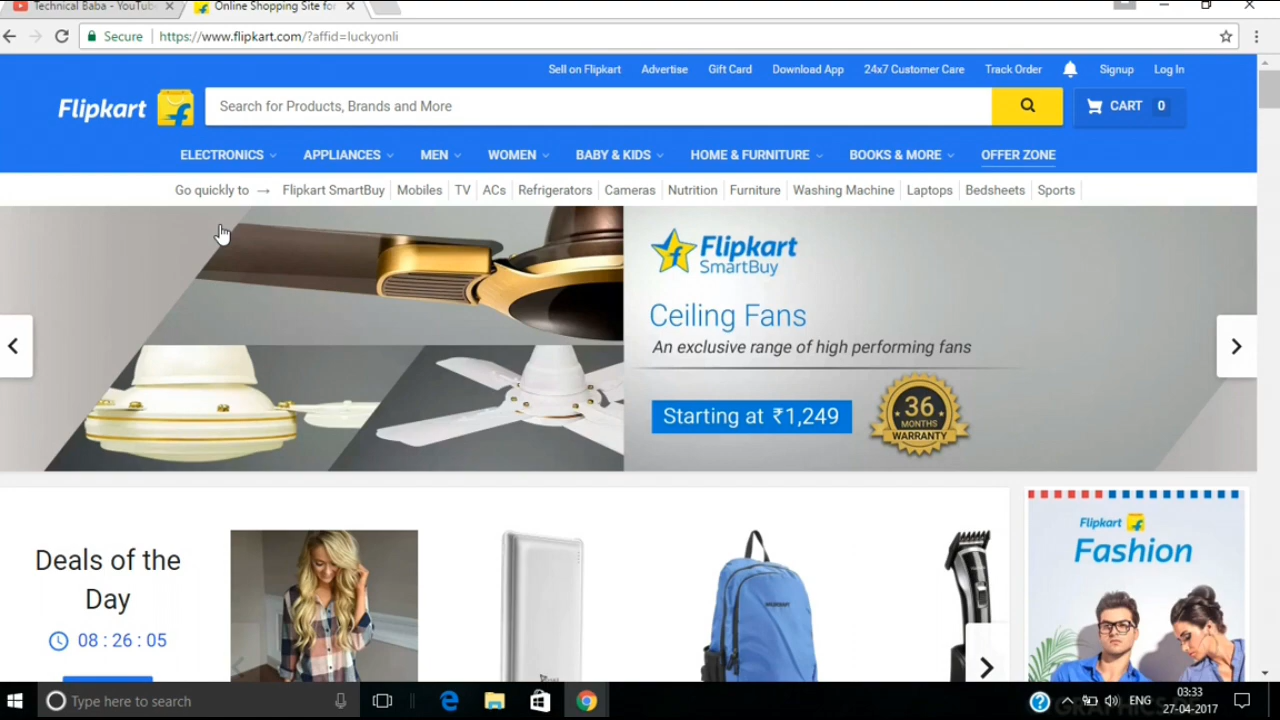 Technical Baba - YouTub
Online Shopping Site for
Secure
https://www.flipkart.com/?affid=luckyonli
Sell on Flipkart Advertise Gift Card Download App 24x7 Customer Care Track Order Signup Log In
Flipkart
Search for Products, Brands and More
CART 0
ELECTRONICS APPLIANCES MEN WOMEN BABY & KIDS HOME & FURNITURE BOOKS & MORE OFFER ZONE
Go quickly to → Flipkart SmartBuy Mobiles TV ACs Refrigerators Cameras Nutrition Furniture Washing Machine Laptops Bedsheets Sports
Flipkart
SmartBuy
Ceiling Fans
An exclusive range of high performing fans
Starting at ₹1,249
36
MONTHS
WARRANTY
Deals of the
Day
08 : 26 : 05
Flipkart
Fashion
Type here to search
ENG
03:33
27-04-2017